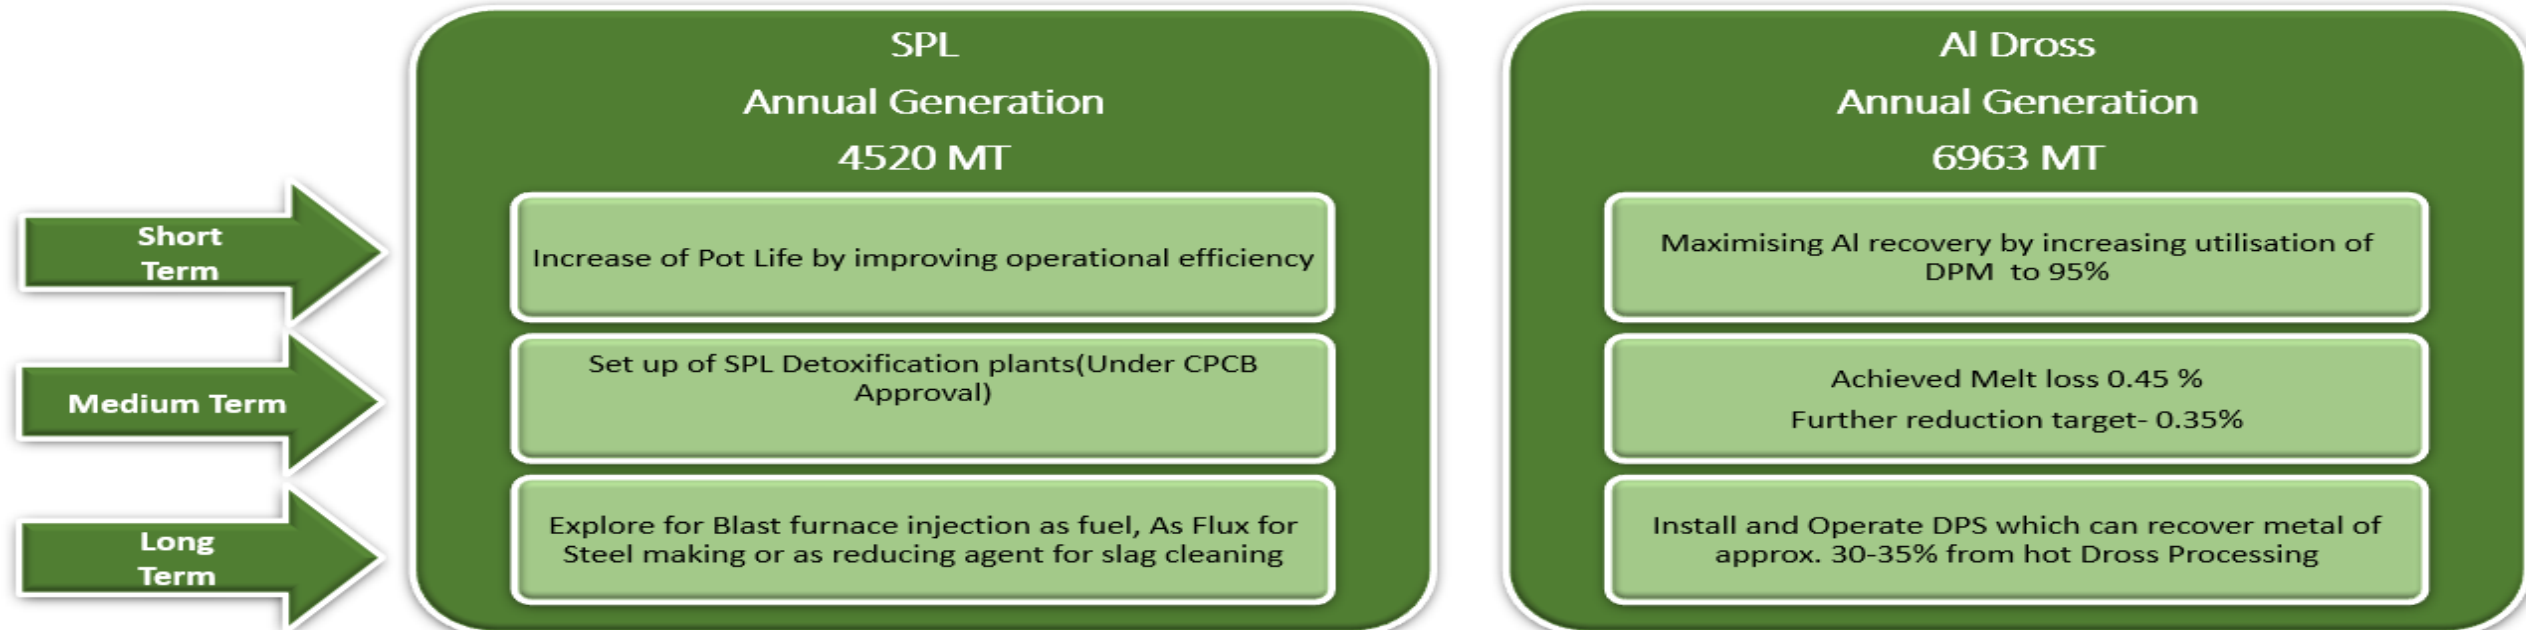 SPL
Annual Generation
4520 MT
Al Dross
Annual Generation
6963 MT
Short
Term
Increase of Pot Life by improving operational efficiency
Maximising Al recovery by increasing utilisation of
DPM to 95%
Medium Term
Set up of SPL Detoxification plants(Under CPCB
Approval)
Achieved Melt loss 0.45 %
Further reduction target- 0.35%
Long
Term
Explore for Blast furnace injection as fuel, As Flux for
Steel making or as reducing agent for slag cleaning
Install and Operate DPS which can recover metal of
approx. 30-35% from hot Dross Processing